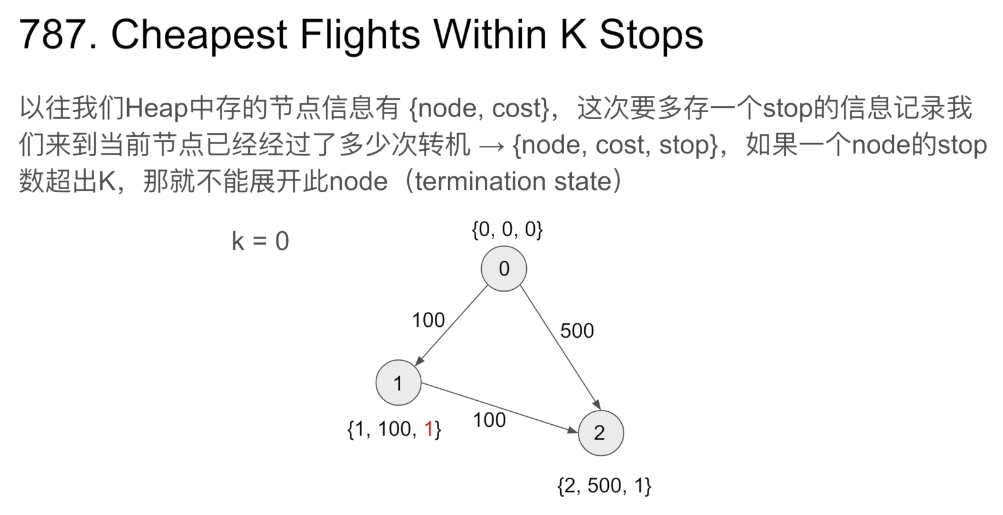 787. Cheapest Flights Within K Stops
以往我们Heap中存的节点信息有 {node, cost}，这次要多存一个stop的信息记录我
们来到当前节点已经经过了多少次转机 → {node, cost, stop}，如果一个node的stop
数超出K，那就不能展开此node（termination state）
k = 0
{0, 0, 0}
0
100
500
1
{1, 100, 1}
100
2
{2, 500, 1}